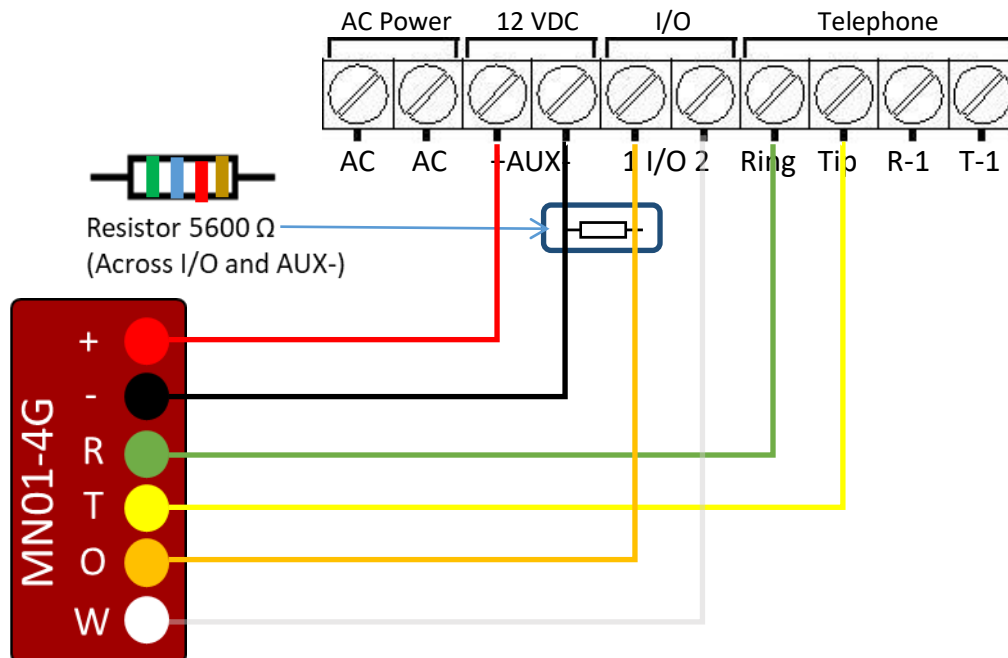 AC Power 12 VDC I/O Telephone
AC AC +AUX- 1 I/O 2 Ring Tip R-1 T-1
Resistor 5600 Ω
(Across I/O and AUX-)
MN01-4G
+
-
R
T
O
W